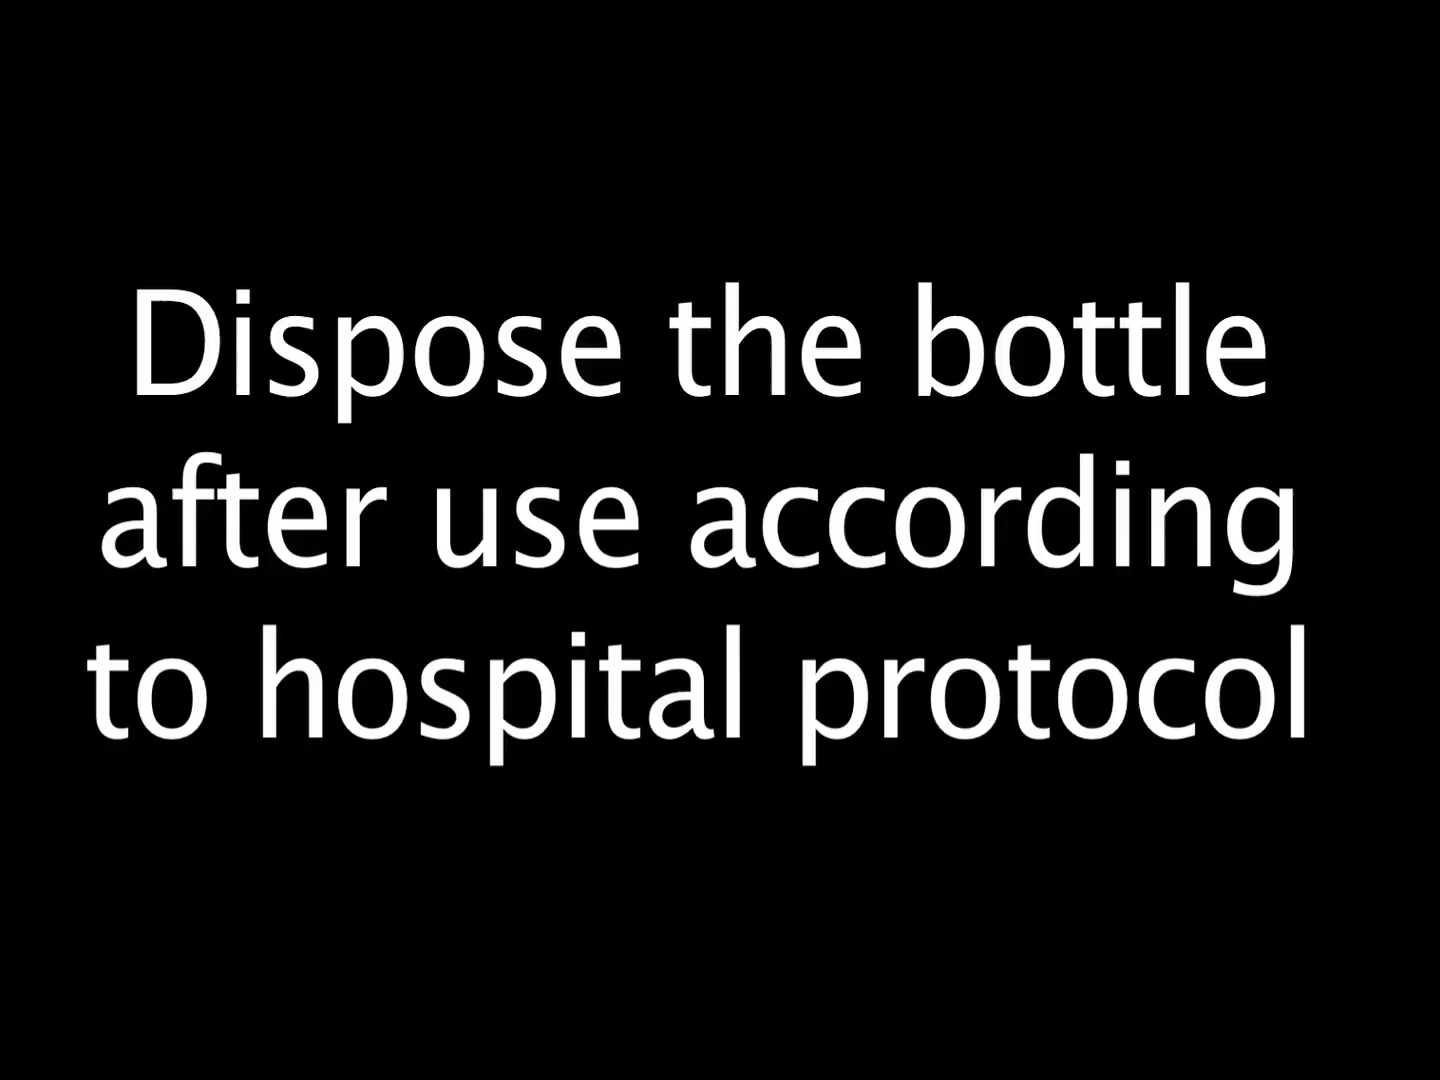 Dispose the bottle
after use according
to hospital protocol